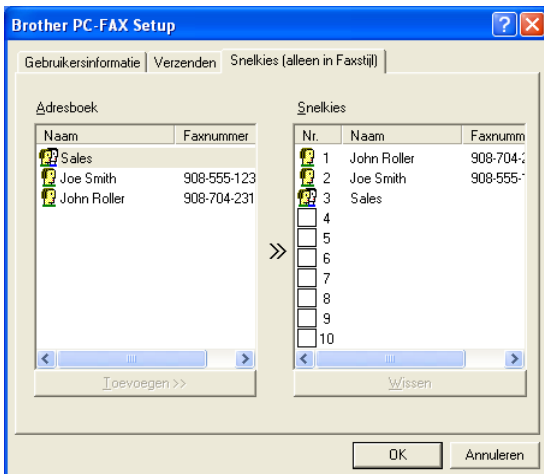 Brother PC-FAX Setup
Gebruikersinformatie Verzenden Snelkies (alleen in Faxstijl)
Adresboek Snelkies
Naam Faxnummer Nr. Naam Faxnumm
Sales 1 John Roller 908-704-2
Joe Smith 908-555-123 2 Joe Smith 908-555-1
John Roller 908-704-231 3 Sales
4
5
6
7
8
9
10
Toevoegen >> Wissen
OK Annuleren